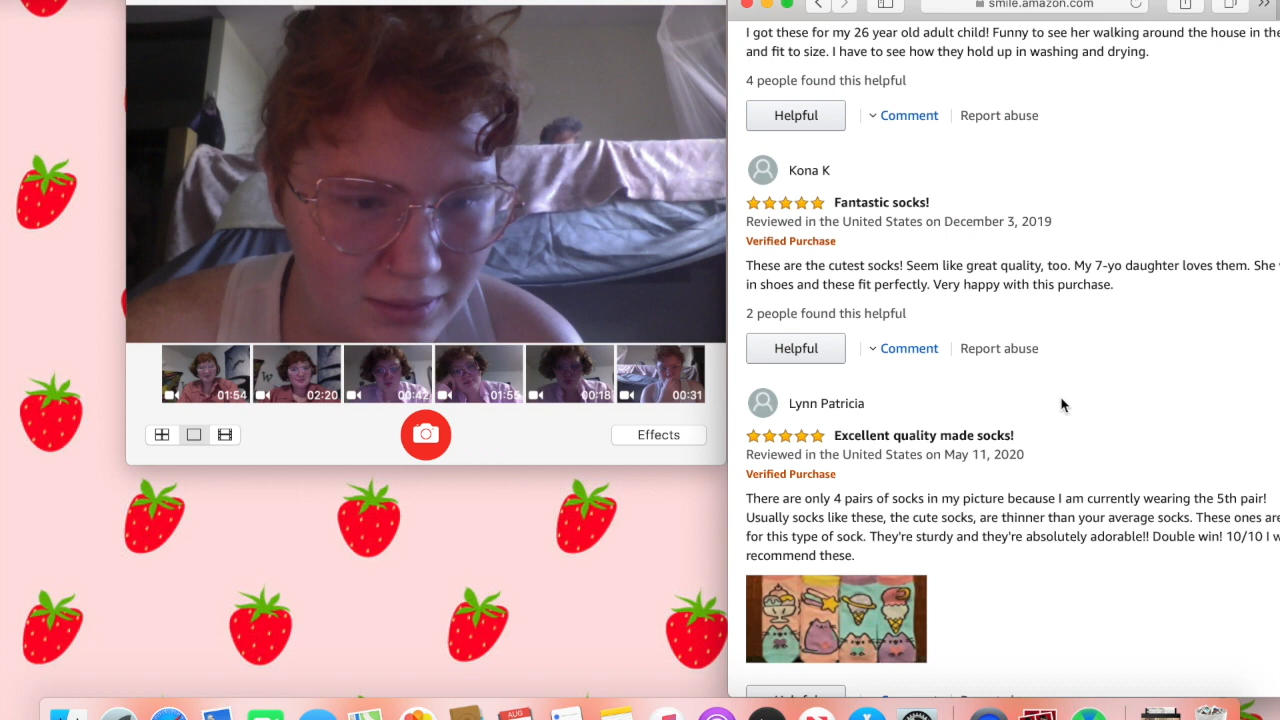 smile.amazon.com
I got these for my 26 year old adult child! Funny to see her walking around the house in the
and fit to size. I have to see how they hold up in washing and drying.
4 people found this helpful
Helpful
Comment
Report abuse
Kona K
Fantastic socks!
Reviewed in the United States on December 3, 2019
Verified Purchase
These are the cutest socks! Seem like great quality, too. My 7-yo daughter loves them. She
in shoes and these fit perfectly. Very happy with this purchase.
2 people found this helpful
Helpful
Comment
Report abuse
Lynn Patricia
Excellent quality made socks!
Reviewed in the United States on May 11, 2020
Verified Purchase
There are only 4 pairs of socks in my picture because I am currently wearing the 5th pair!
Usually socks like these, the cute socks, are thinner than your average socks. These ones are
for this type of sock. They're sturdy and they're absolutely adorable!! Double win! 10/10 I w
recommend these.
01:54
02:20
00:42
01:55
00:18
00:31
Effects
AUG